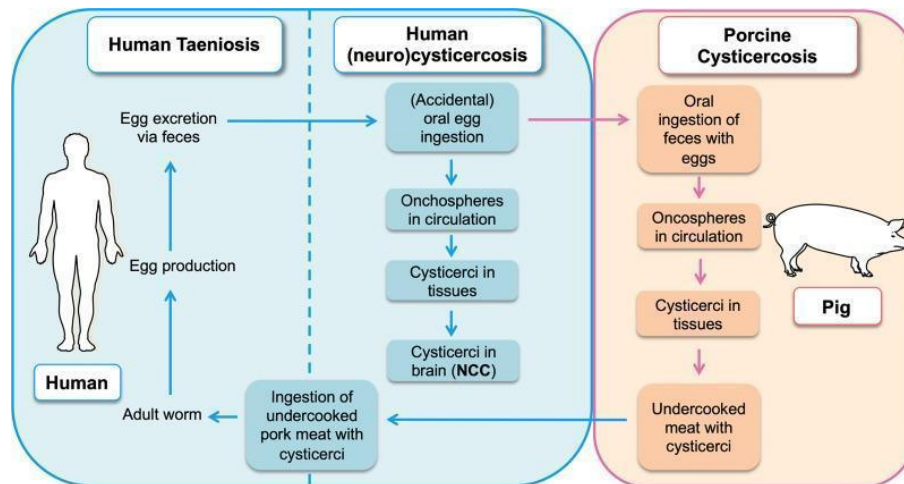 Human Taeniosis
Egg excretion
via feces
Egg production
Human
Adult worm
Human
(neuro)cysticercosis
(Accidental)
oral egg
ingestion
Onchospheres
in circulation
Cysticerci in
tissues
Cysticerci in
brain (NCC)
Ingestion of
undercooked
pork meat with
cysticerci
Porcine
Cysticercosis
Oral
ingestion of
feces with
eggs
Oncospheres
in circulation
Pig
Cysticerci in
tissues
Undercooked
meat with
cysticerci